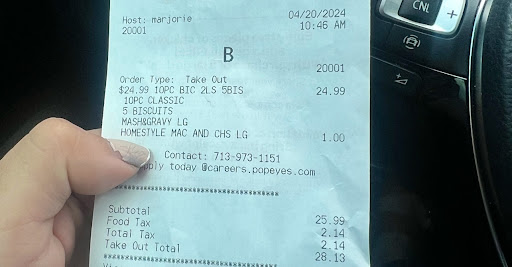 Host: marjorie 04/20/2024
20001 10:46 AM
B
20001
Order Type: Take Out
$24.99 10PC BIC 2LS 5BIS 24.99
10PC CLASSIC
5 BISCUITS
MASH&GRAVY LG
HOMESTYLE MAC AND CHS LG 1.00
Contact: 713-973-1151
apply today @careers.popeyes.com
Subtotal 25.99
Food Tax 2.14
Total Tax 2.14
Take Out Total 28.13
CNL